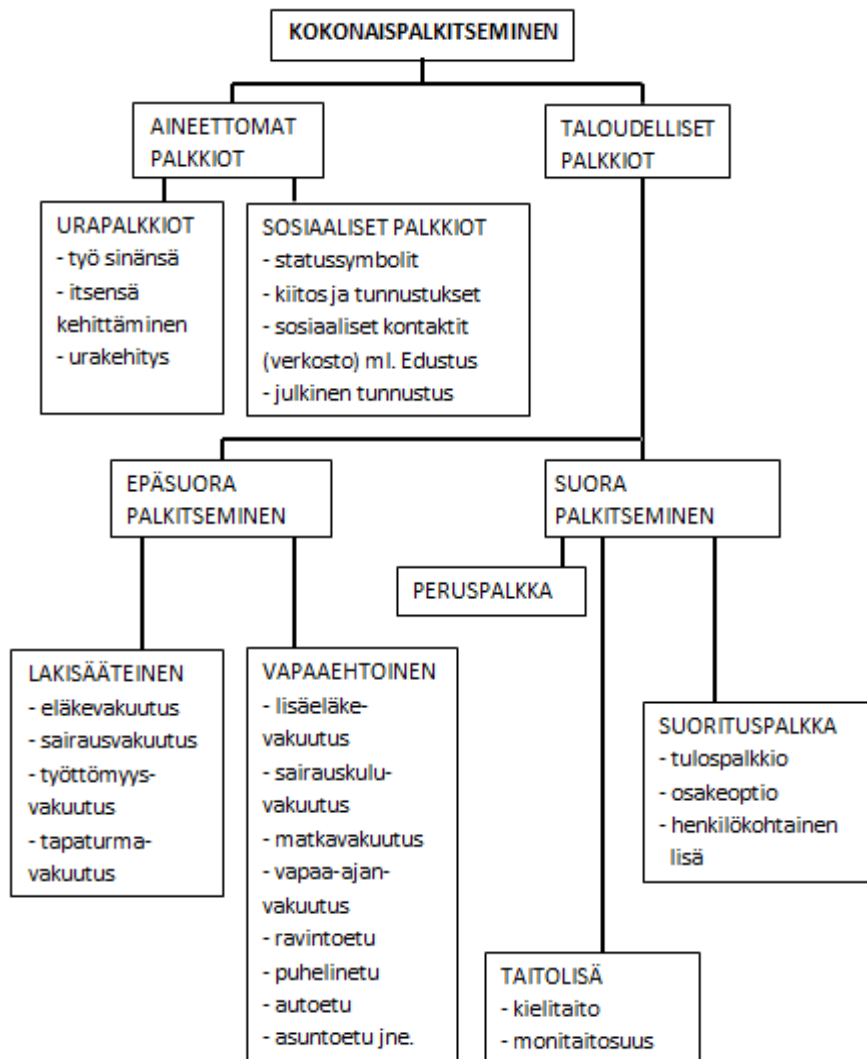 KOKONAISPALKITSEMINEN
AINEETTOMAT
PALKKIOT
TALOUDELLISET
PALKKIOT
URAPALKKIOT
- työ sinänsä
- itsensä
kehittäminen
- urakehitys
SOSIAALISET PALKKIOT
- statussymbolit
- kiitos ja tunnustukset
- sosiaaliset kontaktit
(verkosto) ml. Edustus
- julkinen tunnustus
EPÄSUORA
PALKITSEMINEN
SUORA
PALKITSEMINEN
PERUSPALKKA
LAKISÄÄTEINEN
- eläkevakuutus
- sairausvakuutus
- työttömyys-
vakuutus
- tapaturma-
vakuutus
VAPAAEHTOINEN
- lisäeläke-
vakuutus
- sairauskulu-
vakuutus
- matkavakuutus
- vapaa-ajan-
vakuutus
- ravintoetu
- puhelinetu
- autoetu
- asuntoetu jne.
SUORITUSPALKKA
- tulospalkkio
- osakeoptio
- henkilökohtainen
lisä
TAITOLISÄ
- kielitaito
- monitaitosuus